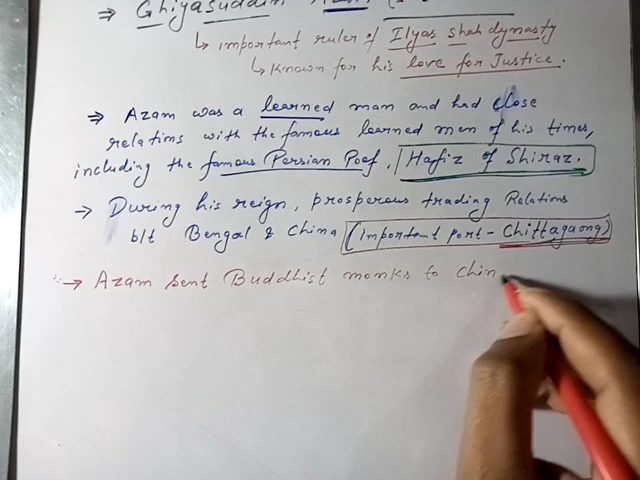 ⇒ Ghiyasuddin Azam (
↳ important ruler of Ilyas shah dynasty
↳ Known for his love for Justice.
⇒ Azam was a learned man and had close
relations with the famous learned men of his times,
including the famous Persian Poet, Hafiz of Shiraz.
→ During his reign, prosperous trading Relations
b/t Bengal & China (Important port - Chittagaong)
→ Azam sent Buddhist monks to Chin